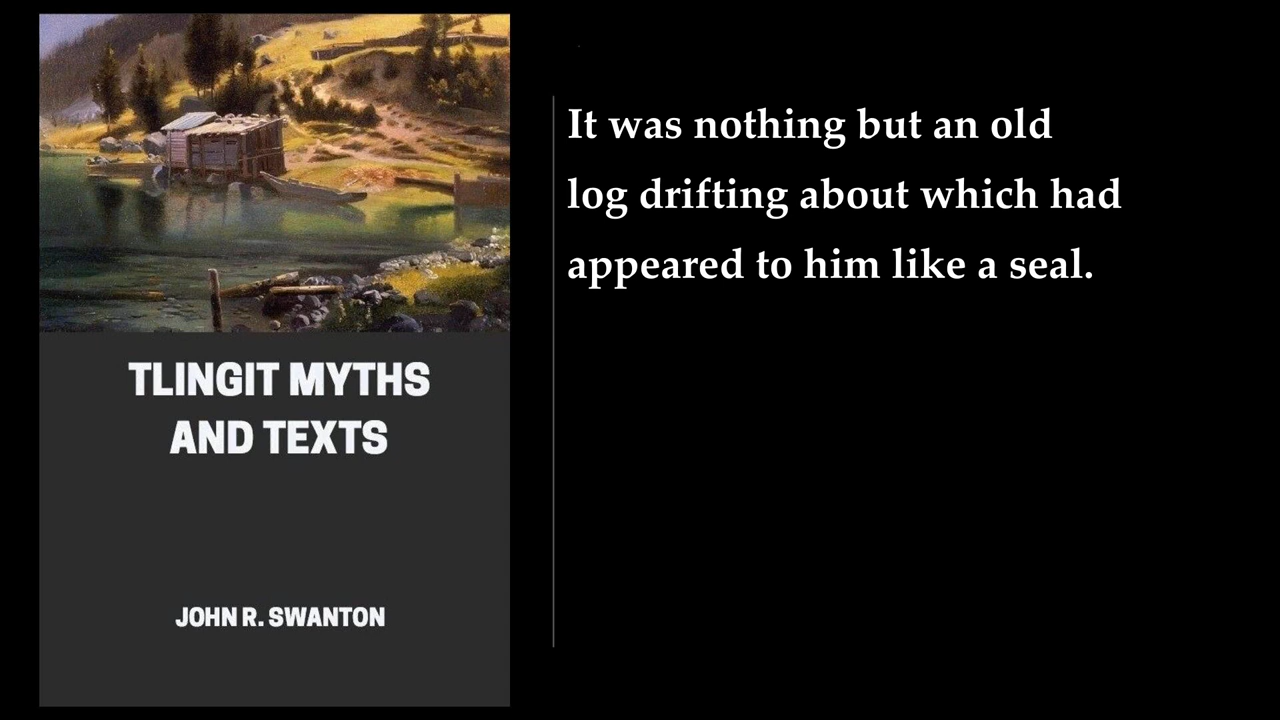 TLINGIT MYTHS
AND TEXTS
JOHN R. SWANTON
It was nothing but an old
log drifting about which had
appeared to him like a seal.